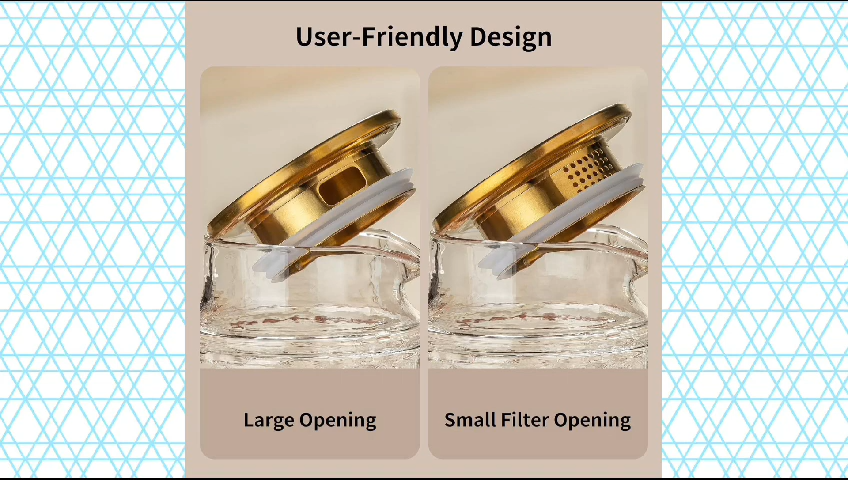 User-Friendly Design
Large Opening
Small Filter Opening